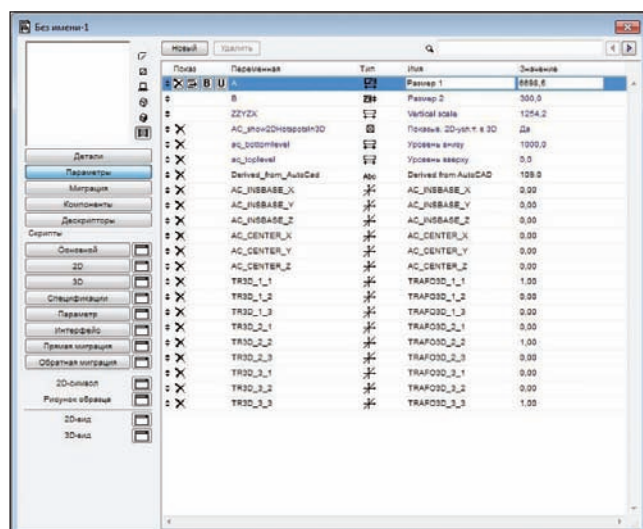 Без имени-1
Новый Удалить
Показ Переменная Тип Имя Значение
B U A Размер 1 6698,6
B Размер 2 300,0
ZZYZX Vertical scale 1254,2
AC_show2DHotspotsIn3D Показыв. 2D-узл.т. в 3D Да
ac_bottomlevel Уровень внизу 1000,0
ac_toplevel Уровень вверху 0,0
Derived_from_AutoCad Abc Derived from AutoCAD 109.0
AC_INSBASE_X AC_INSBASE_X 0,00
AC_INSBASE_Y AC_INSBASE_Y 0,00
AC_INSBASE_Z AC_INSBASE_Z 0,00
AC_CENTER_X AC_CENTER_X 0,00
AC_CENTER_Y AC_CENTER_Y 0,00
AC_CENTER_Z AC_CENTER_Z 0,00
TR3D_1_1 TRAFO3D_1_1 1,00
TR3D_1_2 TRAFO3D_1_2 0,00
TR3D_1_3 TRAFO3D_1_3 0,00
TR3D_2_1 TRAFO3D_2_1 0,00
TR3D_2_2 TRAFO3D_2_2 1,00
TR3D_2_3 TRAFO3D_2_3 0,00
TR3D_3_1 TRAFO3D_3_1 0,00
TR3D_3_2 TRAFO3D_3_2 0,00
TR3D_3_3 TRAFO3D_3_3 1,00
Детали
Параметры
Миграция
Компоненты
Дескрипторы
Скрипты
Основной
2D
3D
Спецификации
Параметр
Интерфейс
Прямая миграция
Обратная миграция
2D-символ
Рисунок образца
2D-вид
3D-вид